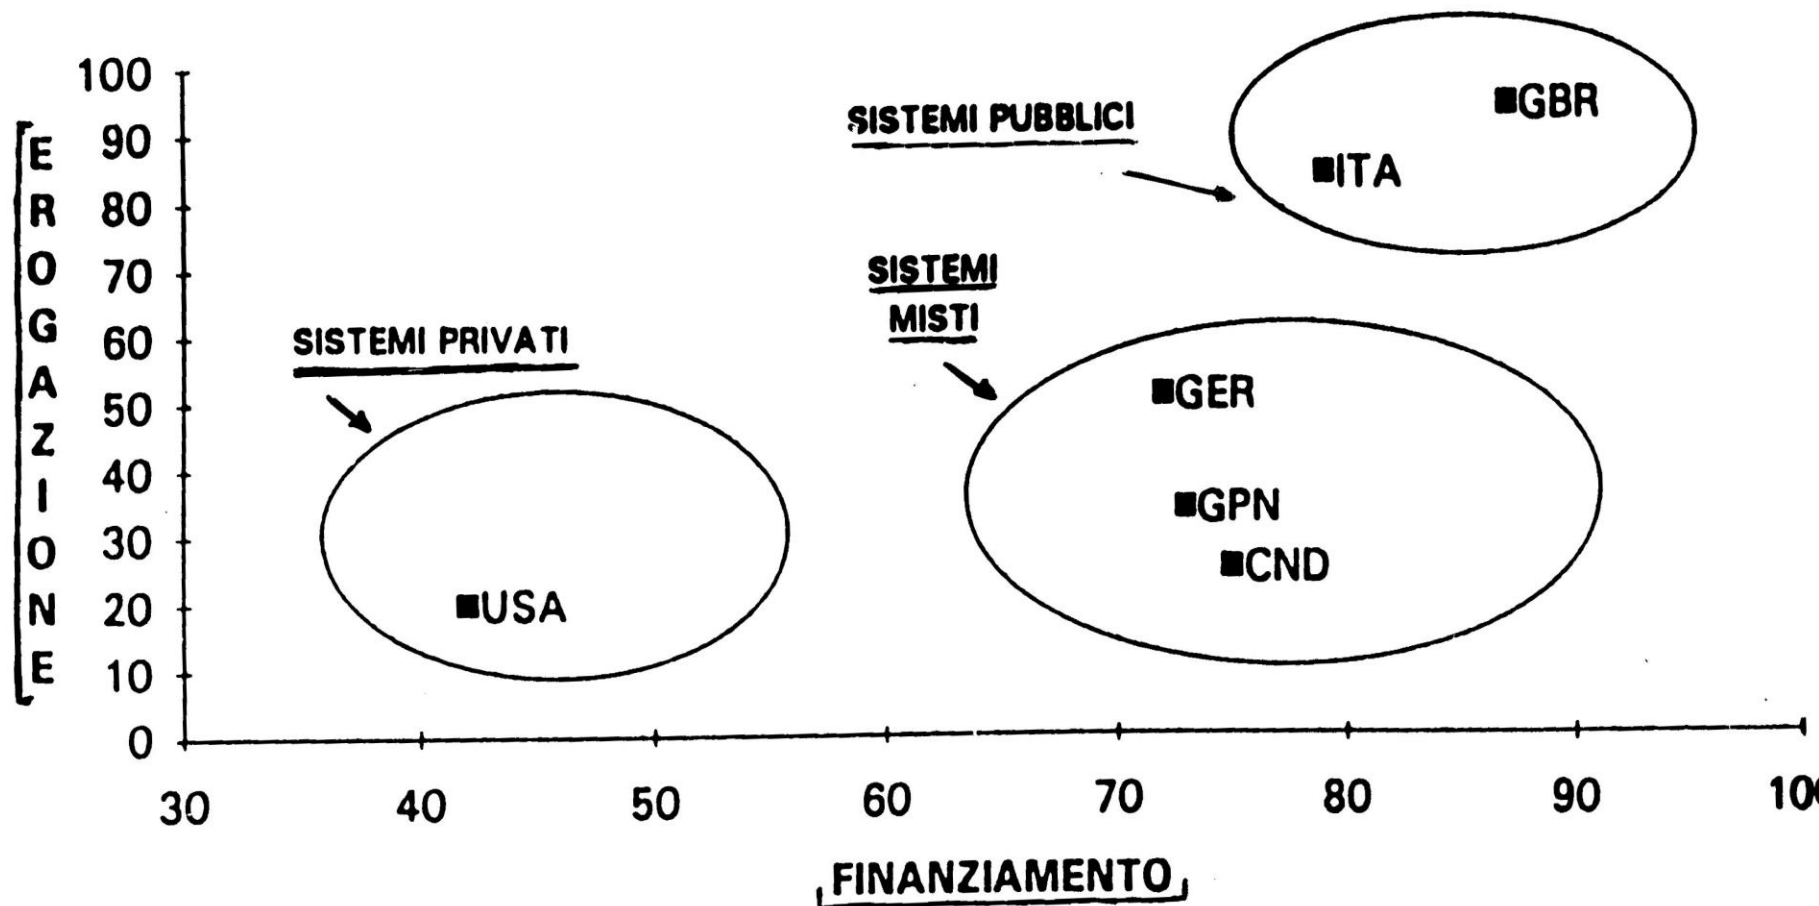 100
90
80
70
60
50
40
30
20
10
0
EROGAZIONE
SISTEMI PUBBLICI
GBR
ITA
SISTEMI
MISTI
SISTEMI PRIVATI
GER
GPN
CND
USA
30 40 50 60 70 80 90 100
FINANZIAMENTO